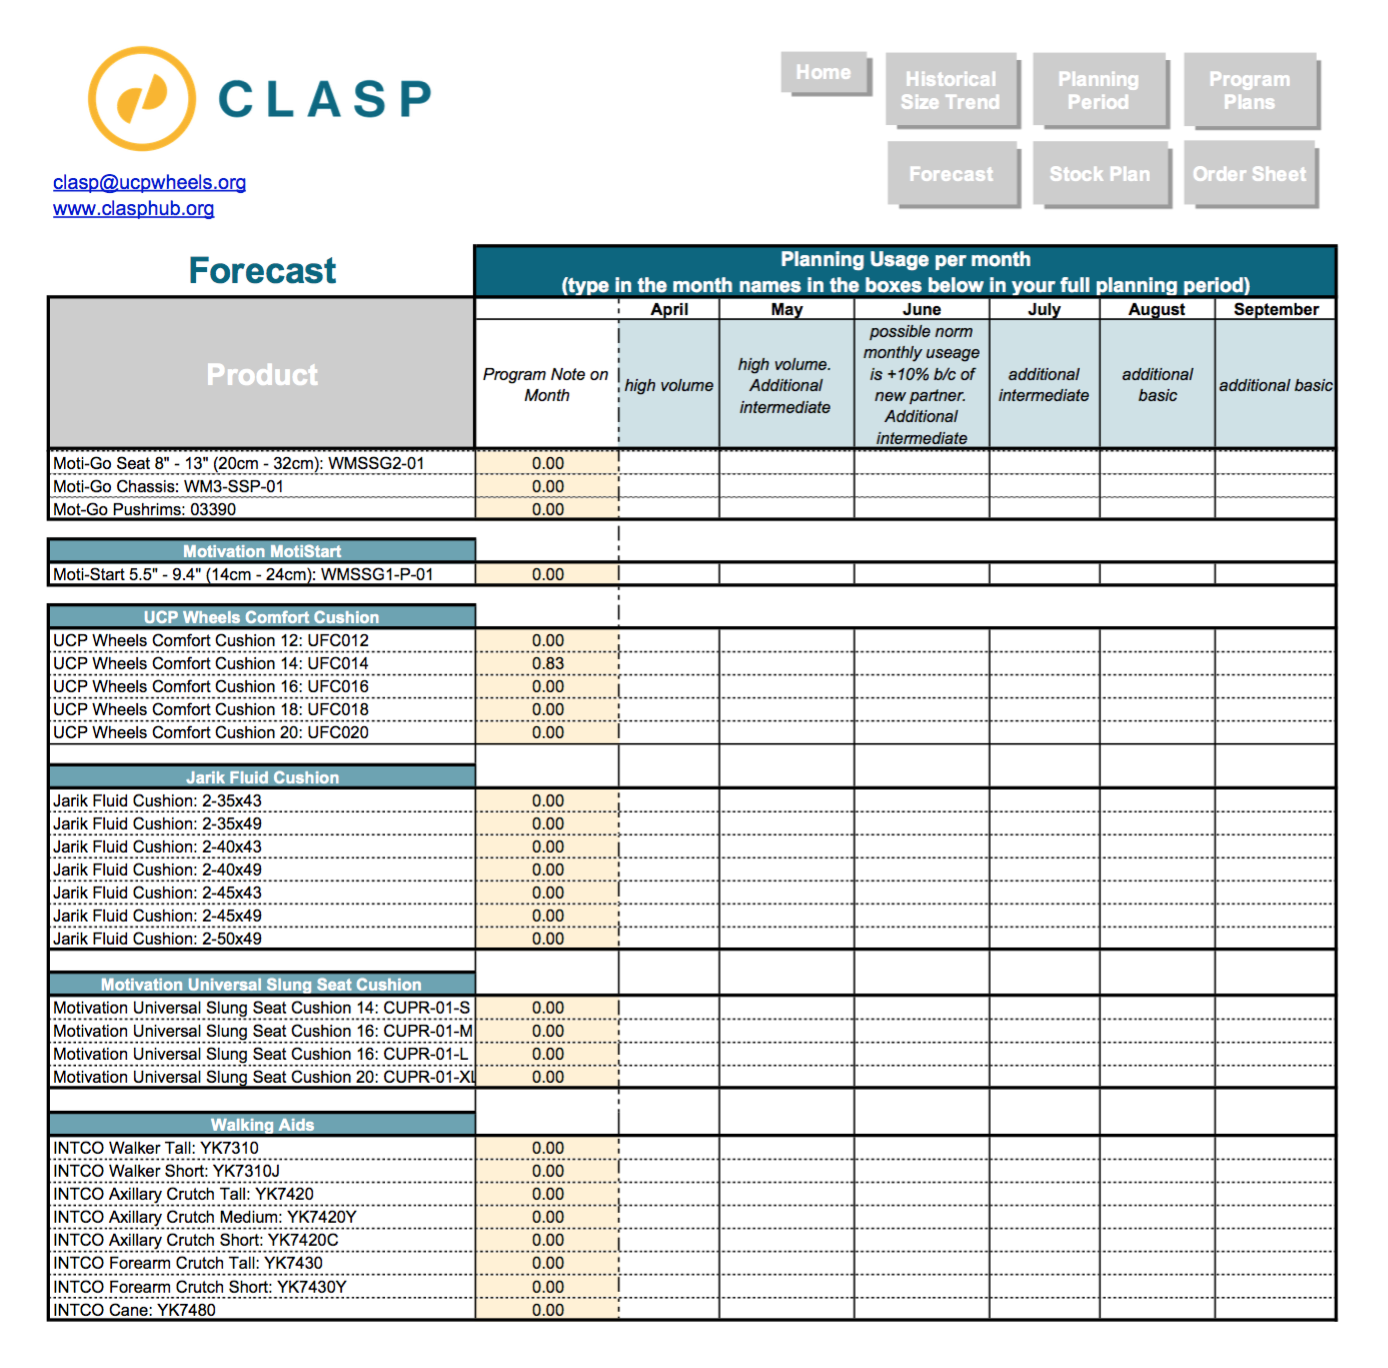 CLASP
clasp@ucpwheels.org
www.clasphub.org
Home
Historical
Size Trend
Planning
Period
Program
Plans
Forecast
Stock Plan
Order Sheet
Forecast
Planning Usage per month
(type in the month names in the boxes below in your full planning period)
April May June July August September
Product
Program Note on
Month
high volume
high volume.
Additional
intermediate
possible norm
monthly useage
is +10% b/c of
new partner.
Additional
intermediate
additional
intermediate
additional
basic
additional basic
Moti-Go Seat 8" - 13" (20cm - 32cm): WMSSG2-01 0.00
Moti-Go Chassis: WM3-SSP-01 0.00
Mot-Go Pushrims: 03390 0.00
Motivation MotiStart
Moti-Start 5.5" - 9.4" (14cm - 24cm): WMSSG1-P-01 0.00
UCP Wheels Comfort Cushion
UCP Wheels Comfort Cushion 12: UFC012 0.00
UCP Wheels Comfort Cushion 14: UFC014 0.83
UCP Wheels Comfort Cushion 16: UFC016 0.00
UCP Wheels Comfort Cushion 18: UFC018 0.00
UCP Wheels Comfort Cushion 20: UFC020 0.00
Jarik Fluid Cushion
Jarik Fluid Cushion: 2-35x43 0.00
Jarik Fluid Cushion: 2-35x49 0.00
Jarik Fluid Cushion: 2-40x43 0.00
Jarik Fluid Cushion: 2-40x49 0.00
Jarik Fluid Cushion: 2-45x43 0.00
Jarik Fluid Cushion: 2-45x49 0.00
Jarik Fluid Cushion: 2-50x49 0.00
Motivation Universal Slung Seat Cushion
Motivation Universal Slung Seat Cushion 14: CUPR-01-S 0.00
Motivation Universal Slung Seat Cushion 16: CUPR-01-M 0.00
Motivation Universal Slung Seat Cushion 16: CUPR-01-L 0.00
Motivation Universal Slung Seat Cushion 20: CUPR-01-XL 0.00
Walking Aids
INTCO Walker Tall: YK7310 0.00
INTCO Walker Short: YK7310J 0.00
INTCO Axillary Crutch Tall: YK7420 0.00
INTCO Axillary Crutch Medium: YK7420Y 0.00
INTCO Axillary Crutch Short: YK7420C 0.00
INTCO Forearm Crutch Tall: YK7430 0.00
INTCO Forearm Crutch Short: YK7430Y 0.00
INTCO Cane: YK7480 0.00